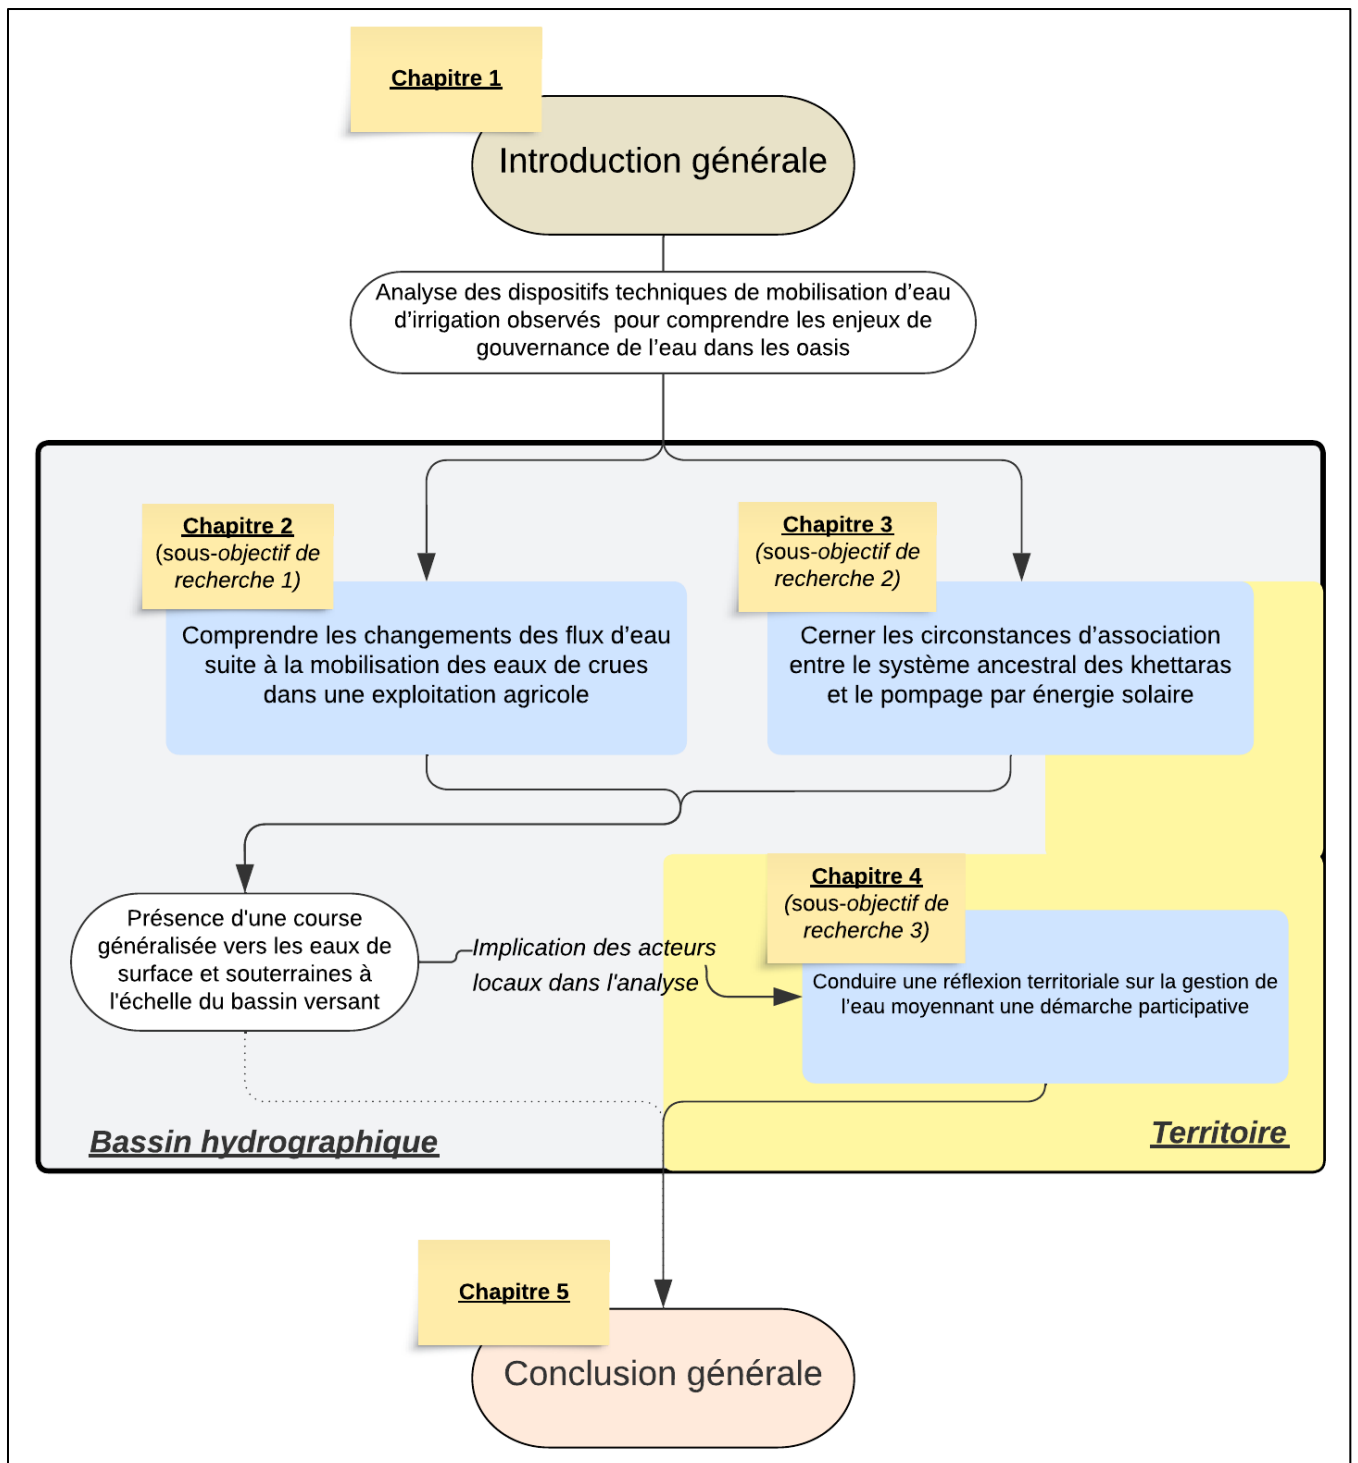 Chapitre 1
Introduction générale
Analyse des dispositifs techniques de mobilisation d’eau
d’irrigation observés  pour comprendre les enjeux de
gouvernance de l’eau dans les oasis
Chapitre 2
(sous-objectif de
recherche 1)
Comprendre les changements des flux d’eau
suite à la mobilisation des eaux de crues
dans une exploitation agricole
Chapitre 3
(sous-objectif de
recherche 2)
Cerner les circonstances d’association
entre le système ancestral des khettaras
et le pompage par énergie solaire
Présence d'une course
généralisée vers les eaux de
surface et souterraines à
l'échelle du bassin versant
Implication des acteurs
locaux dans l'analyse
Chapitre 4
(sous-objectif de
recherche 3)
Conduire une réflexion territoriale sur la gestion de
l’eau moyennant une démarche participative
Bassin hydrographique
Territoire
Chapitre 5
Conclusion générale